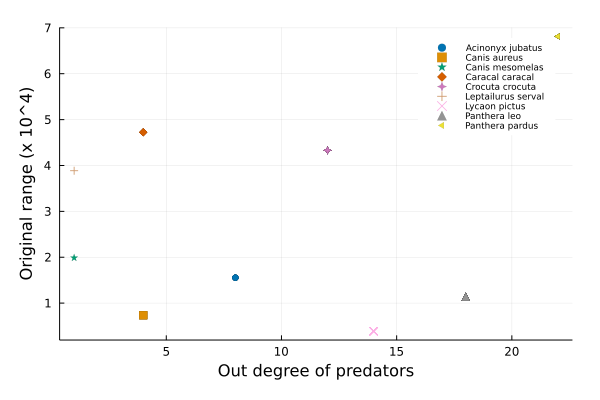 7
6
5
4
3
2
1
Original range (x 10^4)
Acinonyx jubatus
Canis aureus
Canis mesomelas
Caracal caracal
Crocuta crocuta
Leptailurus serval
Lycaon pictus
Panthera leo
Panthera pardus
5 10 15 20
Out degree of predators